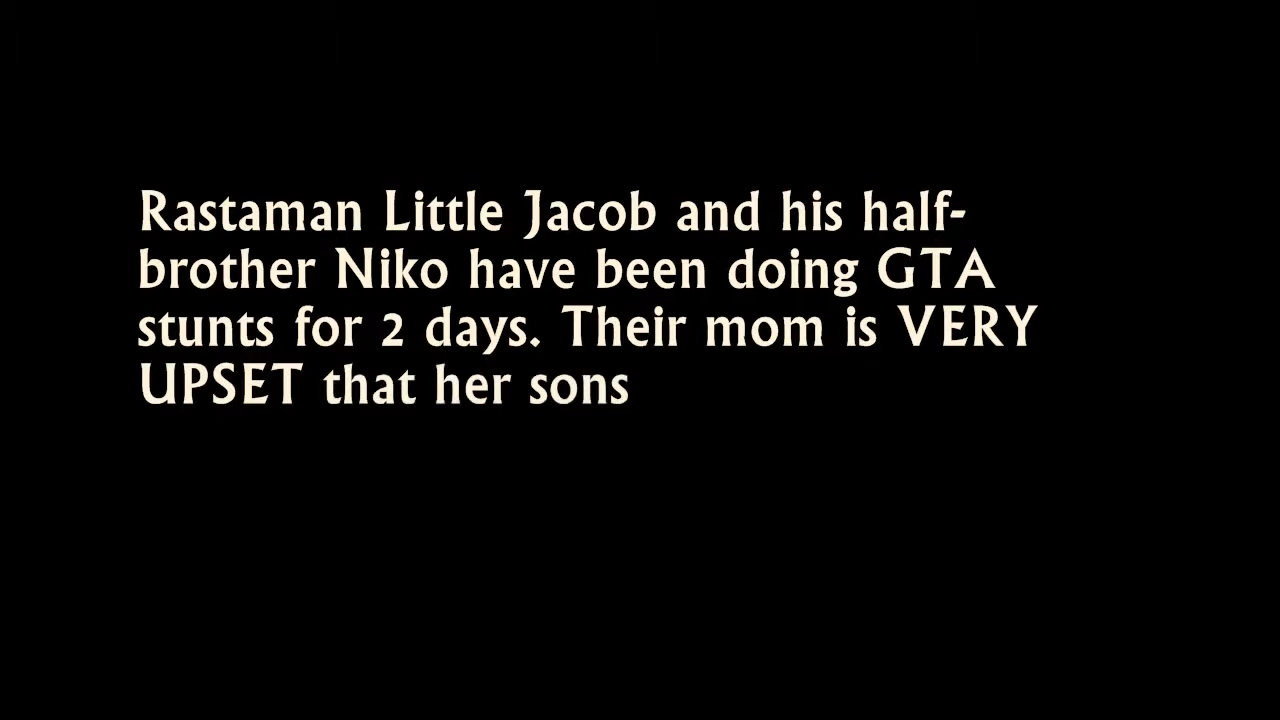 Rastaman Little Jacob and his half-
brother Niko have been doing GTA
stunts for 2 days. Their mom is VERY
UPSET that her sons